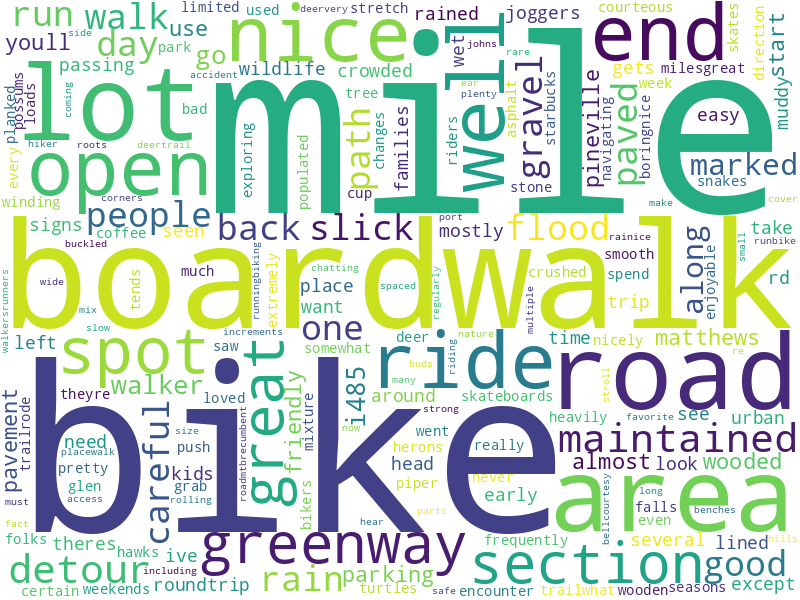 limited used deervery stretch rained joggers courteous skates direction
side youll run walk use nice end
day park go
accident johns rare
passing wildlife crowded wet milesgreat
gets week start
possums planked loads lot mile well gravel easy
coming bad tree ear plenty
hiker roots deertrail path changes families riders asphalt starbucks pineville navigating boringnice paved muddy
every open exploring populated cup stone marked
winding corners snakes cover
signs people seen back slick port mostly flood make rainice take
coffee buckled
walkersrunners wide much boardwalk along enjoyable small runbike
tends runningbiking extremely chatting spaced regularly crushed smooth spend rd
mix place want multiple trip
left slow increments saw one deer nature time nicely matthews
spot somewhat ride road re
theyre walker loved great i485 around buds many riding skateboards heavily see urban stroll
pavement trailrode careful size friendly mixture strong favorite
need placewalk bike now went really maintained
pretty push herons head almost look wooded
glen access kids grab bikers piper never early area long falls benches
must rolling roadmtbrecumbent parts even
fact folks theres hear frequently bellcourtesy several lined hills
certain hawks ive including greenway section good
detour weekends roundtrip rain parking turtles safe encounter trailwhat wooden seasons except